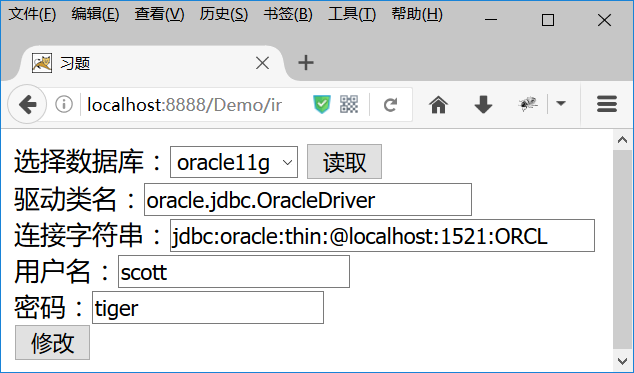 文件(F) 编辑(E) 查看(V) 历史(S) 书签(B) 工具(T) 帮助(H)
习题
localhost:8888/Demo/ir
选择数据库：oracle11g 读取
驱动类名：oracle.jdbc.OracleDriver
连接字符串：jdbc:oracle:thin:@localhost:1521:ORCL
用户名：scott
密码：tiger
修改